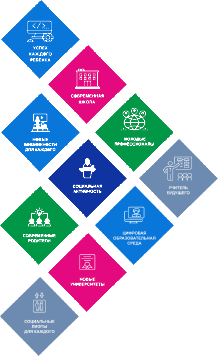 УСПЕХ
КАЖДОГО
РЕБЕНКА
СОВРЕМЕННАЯ
ШКОЛА
НОВЫЕ
ВОЗМОЖНОСТИ
ДЛЯ КАЖДОГО
МОЛОДЫЕ
ПРОФЕССИОНАЛЫ
СОЦИАЛЬНАЯ
АКТИВНОСТЬ
УЧИТЕЛЬ
БУДУЩЕГО
СОВРЕМЕННЫЕ
РОДИТЕЛИ
ЦИФРОВАЯ
ОБРАЗОВАТЕЛЬНАЯ
СРЕДА
НОВЫЕ
УНИВЕРСИТЕТЫ
СОЦИАЛЬНЫЕ
ЛИФТЫ
ДЛЯ КАЖДОГО